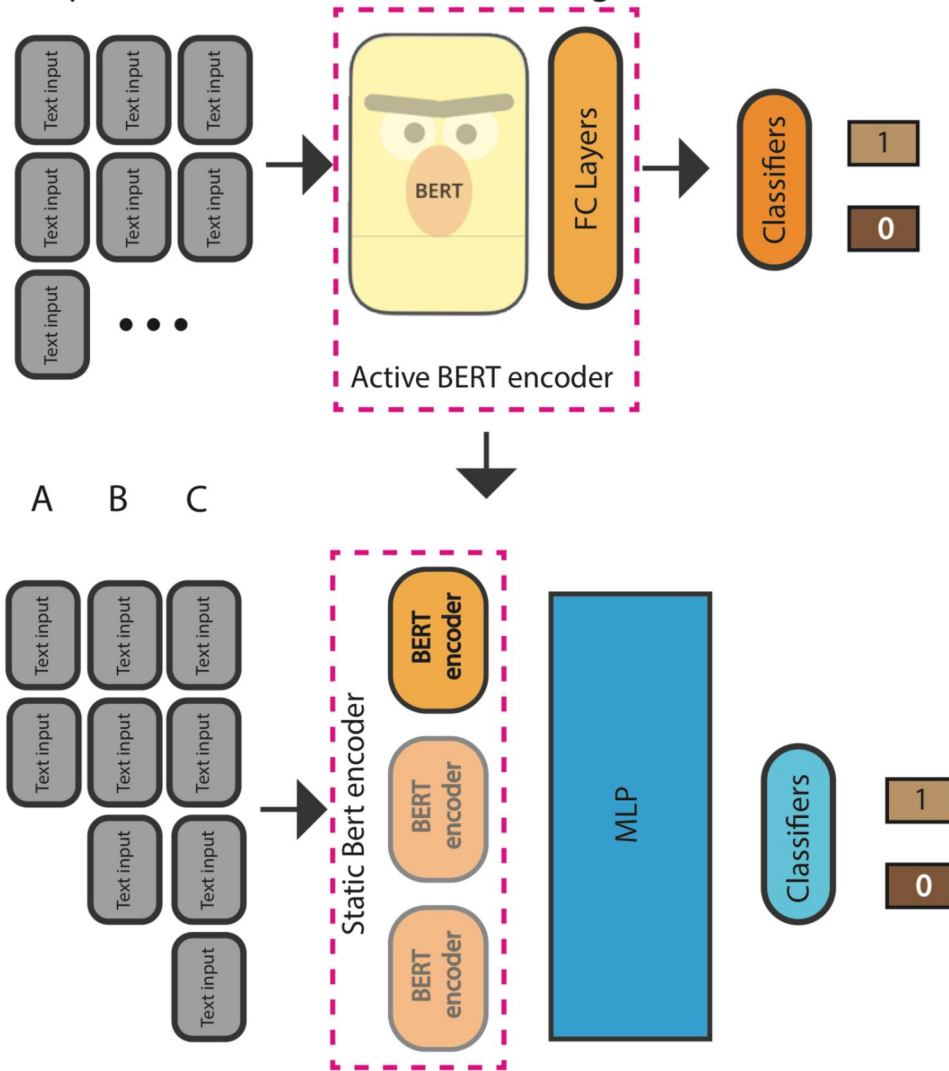 Text input
Text input
Text input
Text input
Text input
Text input
Text input
BERT
FC Layers
Active BERT encoder
Classifiers
1
0
A B C
Text input
Text input
Text input
Text input
Text input
Text input
Text input
Text input
Text input
Static Bert encoder
BERT
encoder
BERT
encoder
BERT
encoder
MLP
Classifiers
1
0